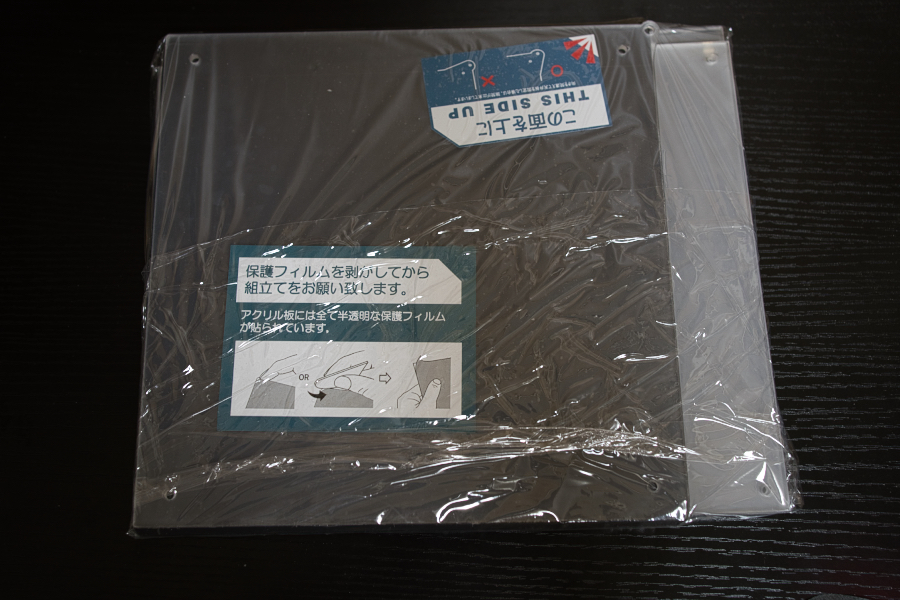 この面を上に
THIS SIDE UP
保護フィルムを剥がしてから
組立てをお願い致します。
アクリル板には全て半透明な保護フィルム
が貼られています。
OR